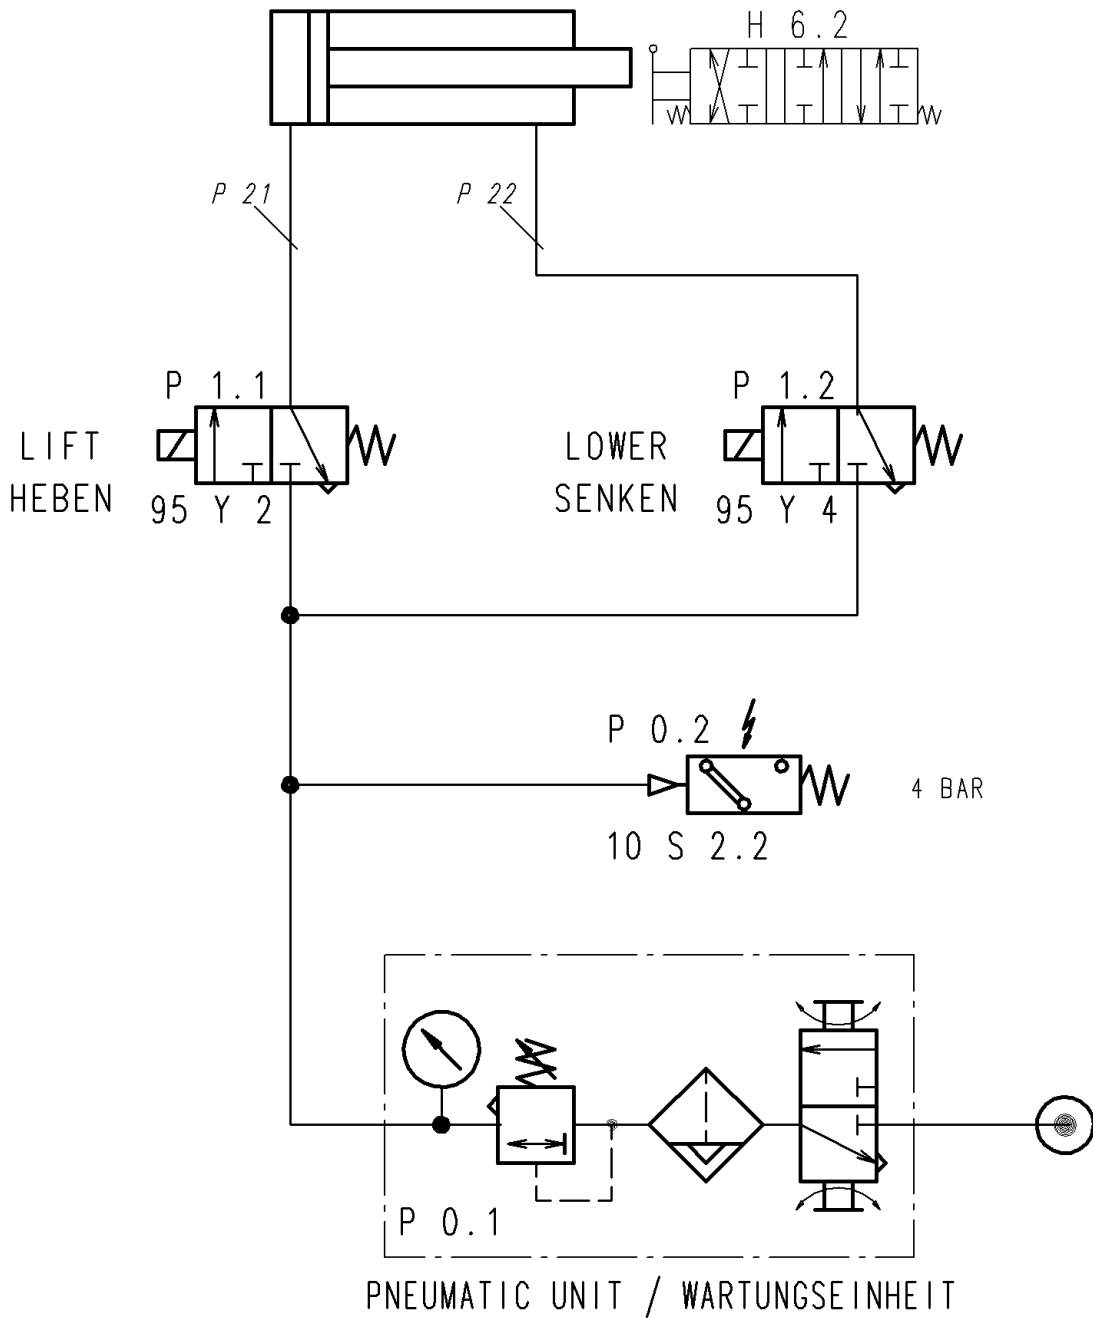 H 6.2
P 21
P 22
P 1.1
P 1.2
LIFT
HEBEN
LOWER
SENKEN
95 Y 2
95 Y 4
P 0.2
4 BAR
10 S 2.2
P 0.1
PNEUMATIC UNIT / WARTUNGSEINHEIT